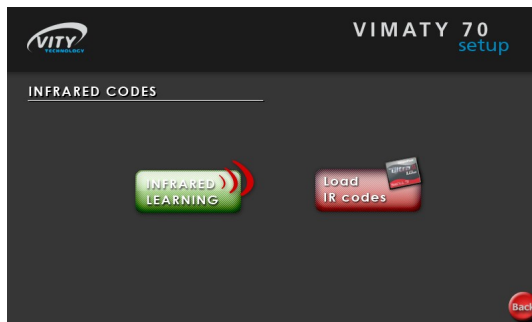 VITY
TECHNOLOGY
VIMATY 70
setup
INFRARED CODES
INFRARED
LEARNING
Load
IR codes
Back